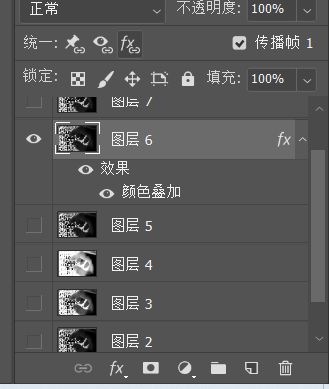 正常 不透明度: 100%
统一: fx 传播帧 1
锁定: 填充: 100%
图层 7
图层 6 fx
效果
颜色叠加
图层 5
图层 4
图层 3
图层 2
fx